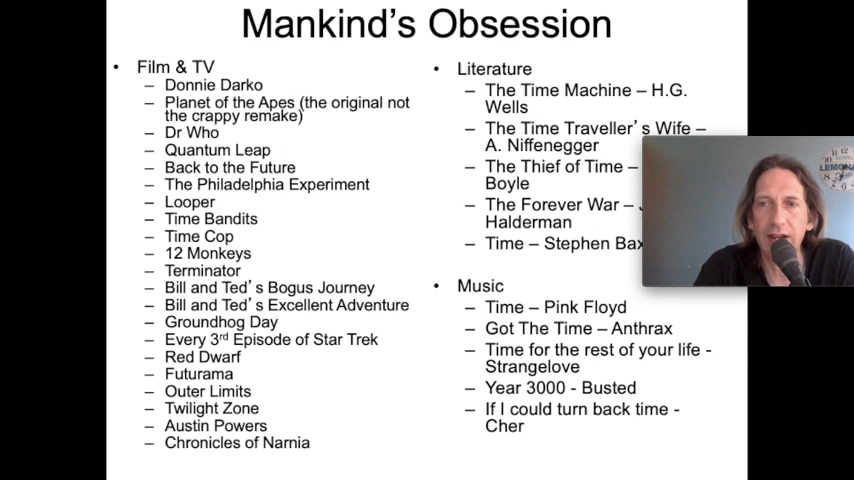 Mankind's Obsession
• Film & TV
– Donnie Darko
– Planet of the Apes (the original not
the crappy remake)
– Dr Who
– Quantum Leap
– Back to the Future
– The Philadelphia Experiment
– Looper
– Time Bandits
– Time Cop
– 12 Monkeys
– Terminator
– Bill and Ted's Bogus Journey
– Bill and Ted's Excellent Adventure
– Groundhog Day
– Every 3rd Episode of Star Trek
– Red Dwarf
– Futurama
– Outer Limits
– Twilight Zone
– Austin Powers
– Chronicles of Narnia
• Literature
– The Time Machine – H.G.
Wells
– The Time Traveller's Wife –
A. Niffenegger
– The Thief of Time –
Boyle
– The Forever War –
Halderman
– Time – Stephen
• Music
– Time – Pink Floyd
– Got The Time – Anthrax
– Time for the rest of your life -
Strangelove
– Year 3000 - Busted
– If I could turn back time -
Cher